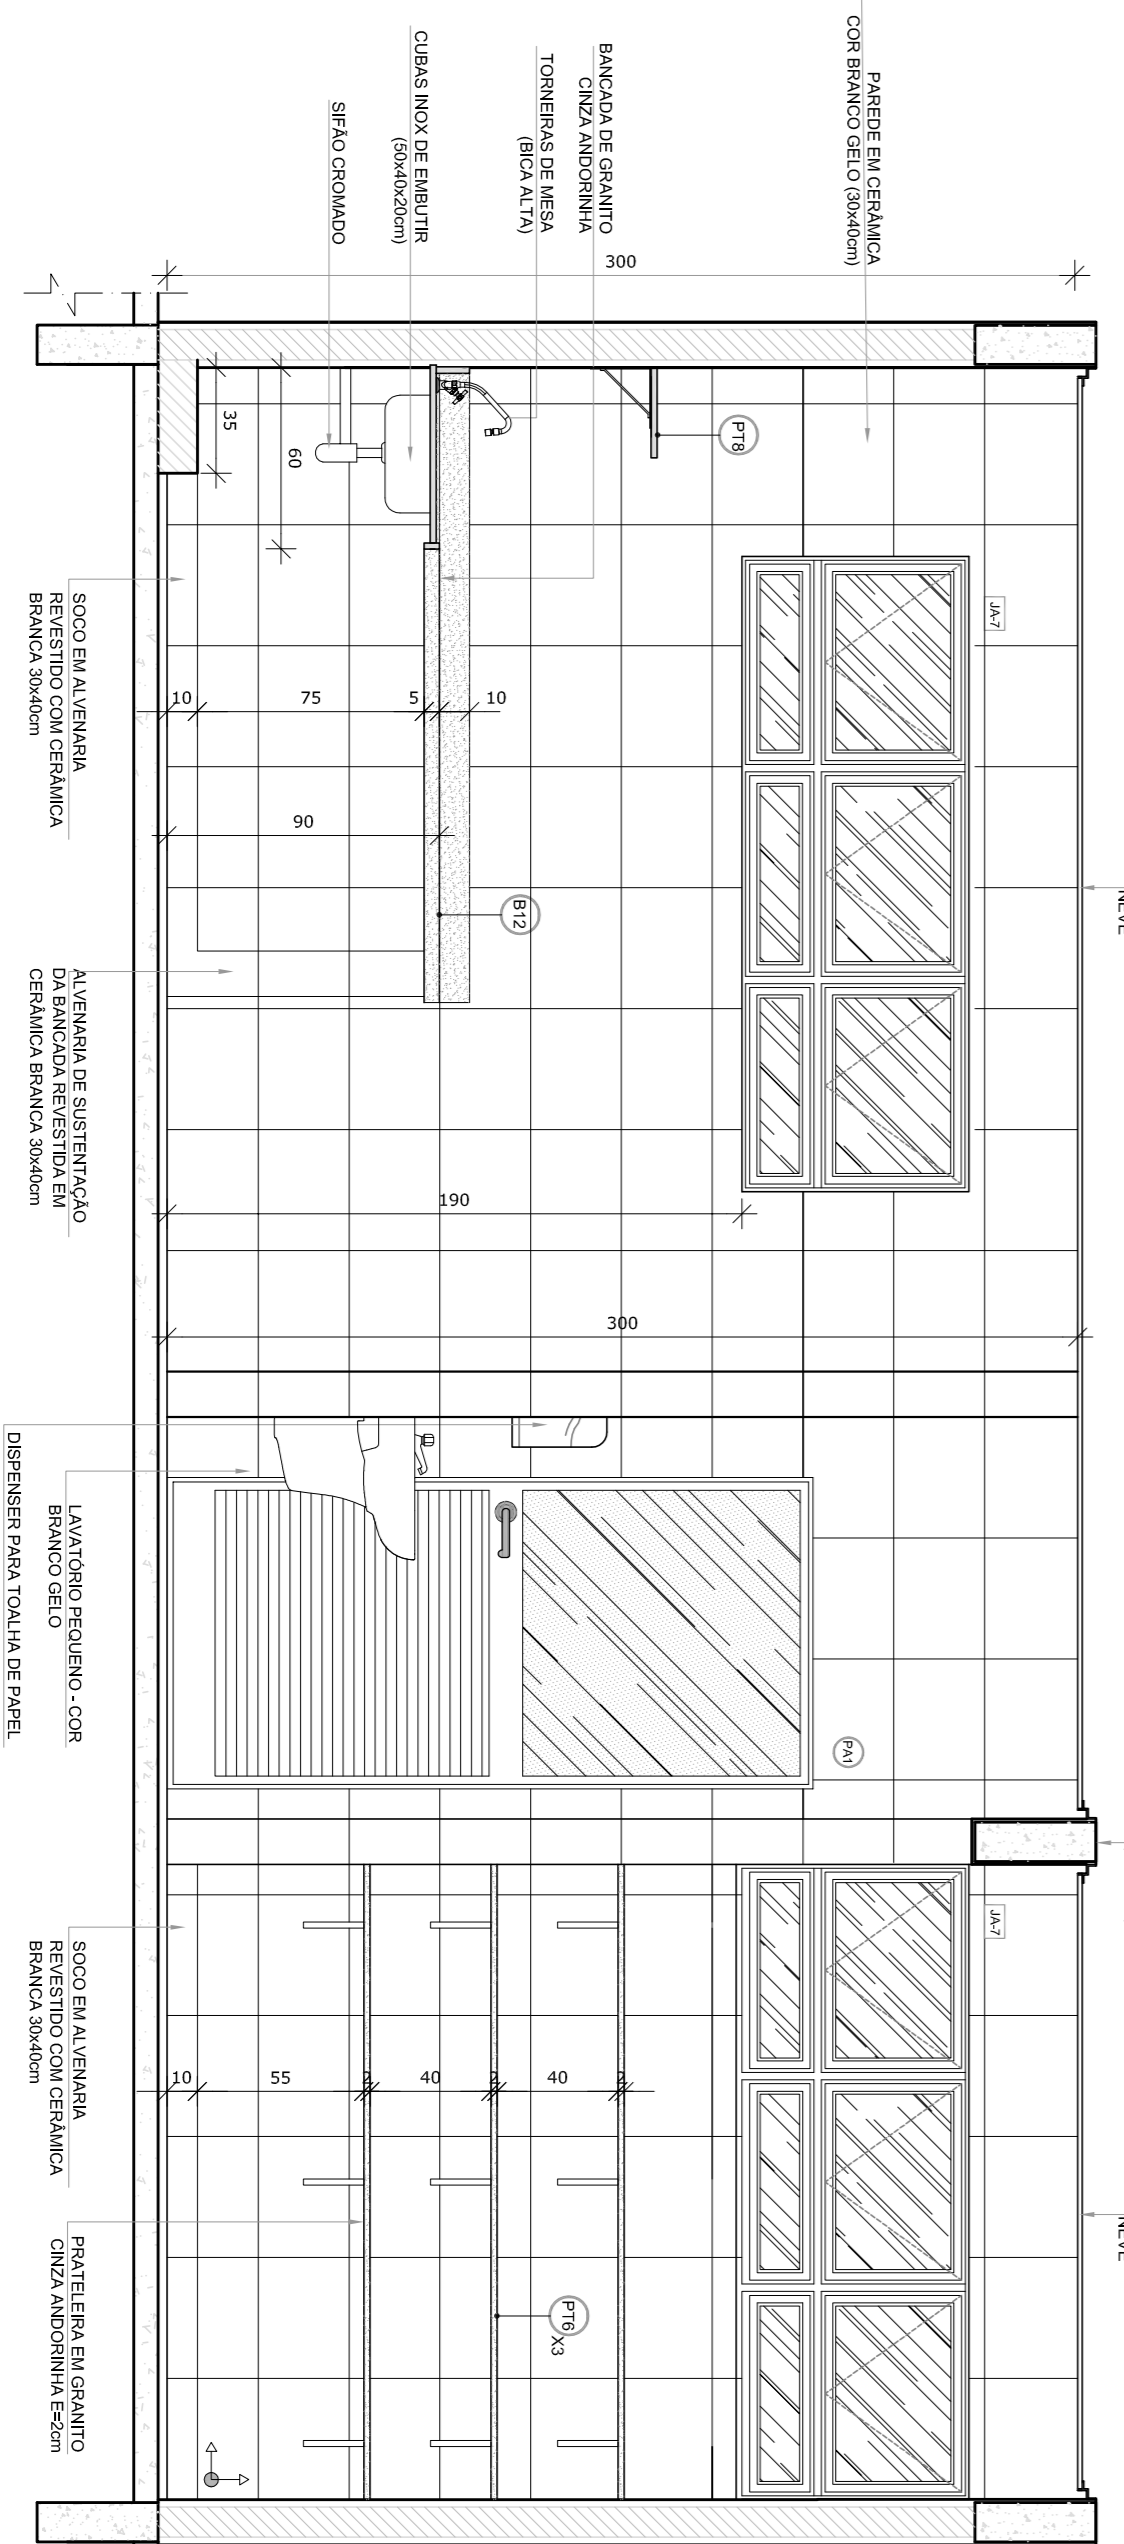 PAREDE EM CERÂMICA
COR BRANCO GELO (30x40cm)
BANCADA DE GRANITO
CINZA ANDORINHA
TORNEIRAS DE MESA
(BICA ALTA)
CUBAS INOX DE EMBUTIR
(50x40x20cm)
SIFÃO CROMADO
300
PT8
35
60
JA-7
10
75
5
10
90
B12
190
300
PA1
JA-7
10
55
2
40
2
40
2
PT6
X3
SOCO EM ALVENARIA
REVESTIDO COM CERÂMICA
BRANCA 30x40cm
ALVENARIA DE SUSTENTAÇÃO
DA BANCADA REVESTIDA EM
CERÂMICA BRANCA 30x40cm
LAVATÓRIO PEQUENO - COR
BRANCO GELO
DISPENSER PARA TOALHA DE PAPEL
SOCO EM ALVENARIA
REVESTIDO COM CERÂMICA
BRANCA 30x40cm
PRATELEIRA EM GRANITO
CINZA ANDORINHA E=2cm